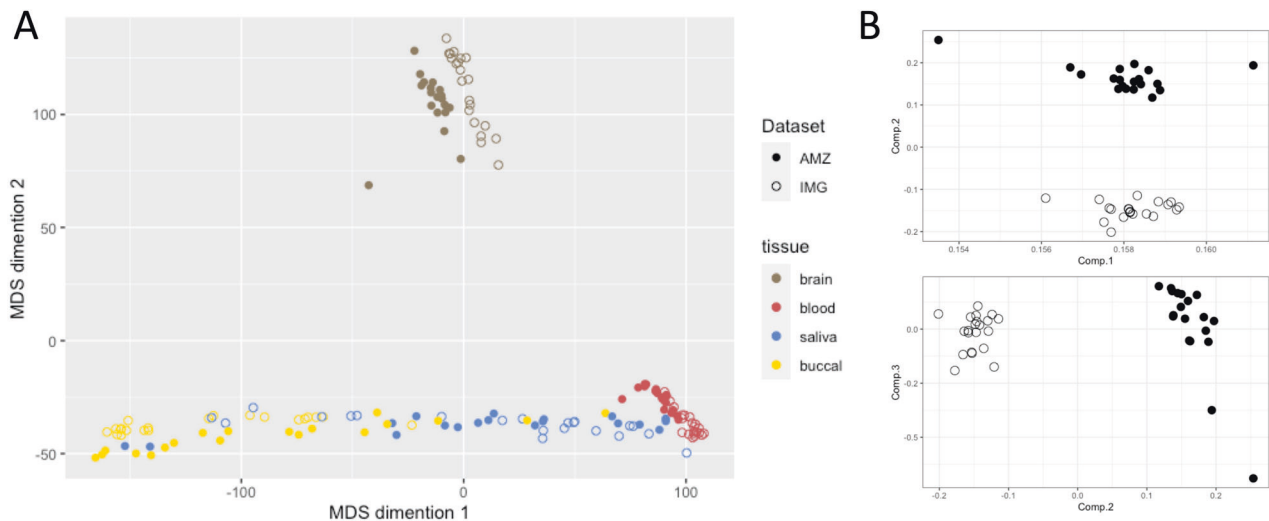 A
B
MDS dimention 2
100
50
0
-50
-100
0
100
MDS dimention 1
Dataset
AMZ
IMG
tissue
brain
blood
saliva
buccal
Comp.2
0.2
0.1
0.0
-0.1
-0.2
0.154
0.156
0.158
0.160
Comp.1
Comp.3
0.0
-0.2
-0.5
-0.2
-0.1
0.0
0.1
0.2
Comp.2